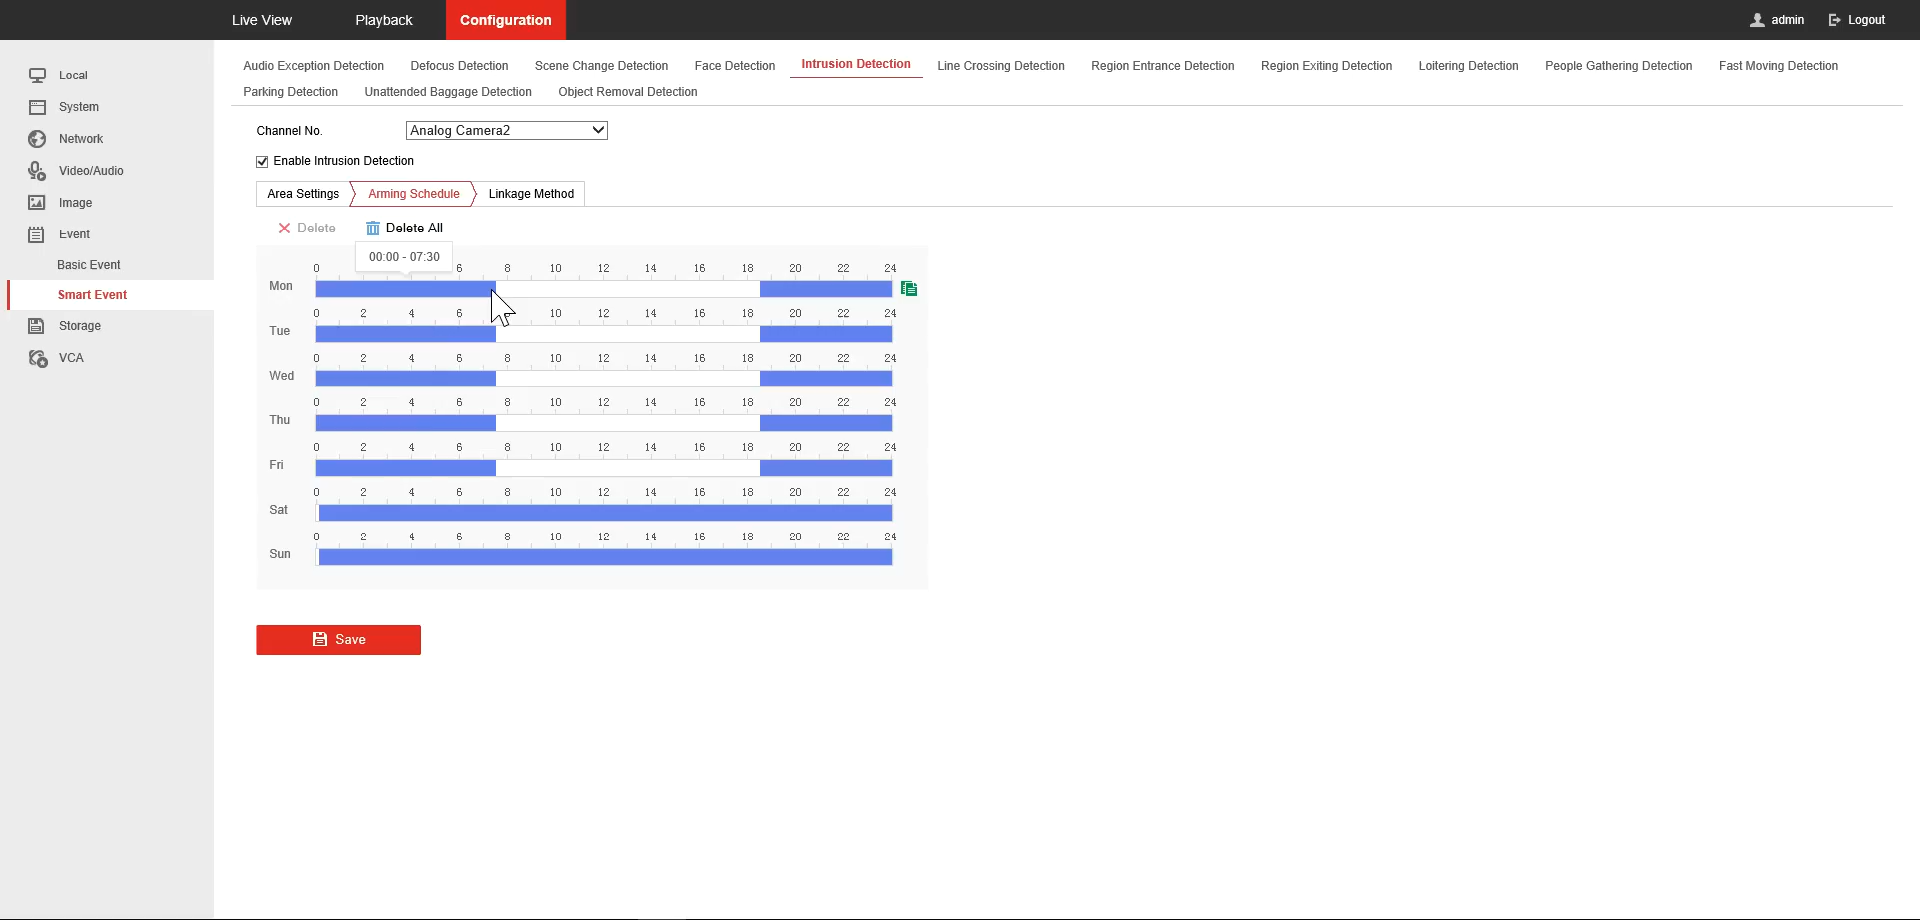 Live View Playback Configuration admin Logout
Audio Exception Detection Defocus Detection Scene Change Detection Face Detection Intrusion Detection Line Crossing Detection Region Entrance Detection Region Exiting Detection Loitering Detection People Gathering Detection Fast Moving Detection
Parking Detection Unattended Baggage Detection Object Removal Detection
Local
System
Network
Video/Audio
Image
Event
Basic Event
Smart Event
Storage
VCA
Channel No. Analog Camera2
Enable Intrusion Detection
Area Settings Arming Schedule Linkage Method
Delete Delete All
00:00 - 07:30
0 6 8 10 12 14 16 18 20 22 24
Mon
0 2 4 6 10 12 14 16 18 20 22 24
Tue
0 2 4 6 8 10 12 14 16 18 20 22 24
Wed
0 2 4 6 8 10 12 14 16 18 20 22 24
Thu
0 2 4 6 8 10 12 14 16 18 20 22 24
Fri
0 2 4 6 8 10 12 14 16 18 20 22 24
Sat
0 2 4 6 8 10 12 14 16 18 20 22 24
Sun
Save